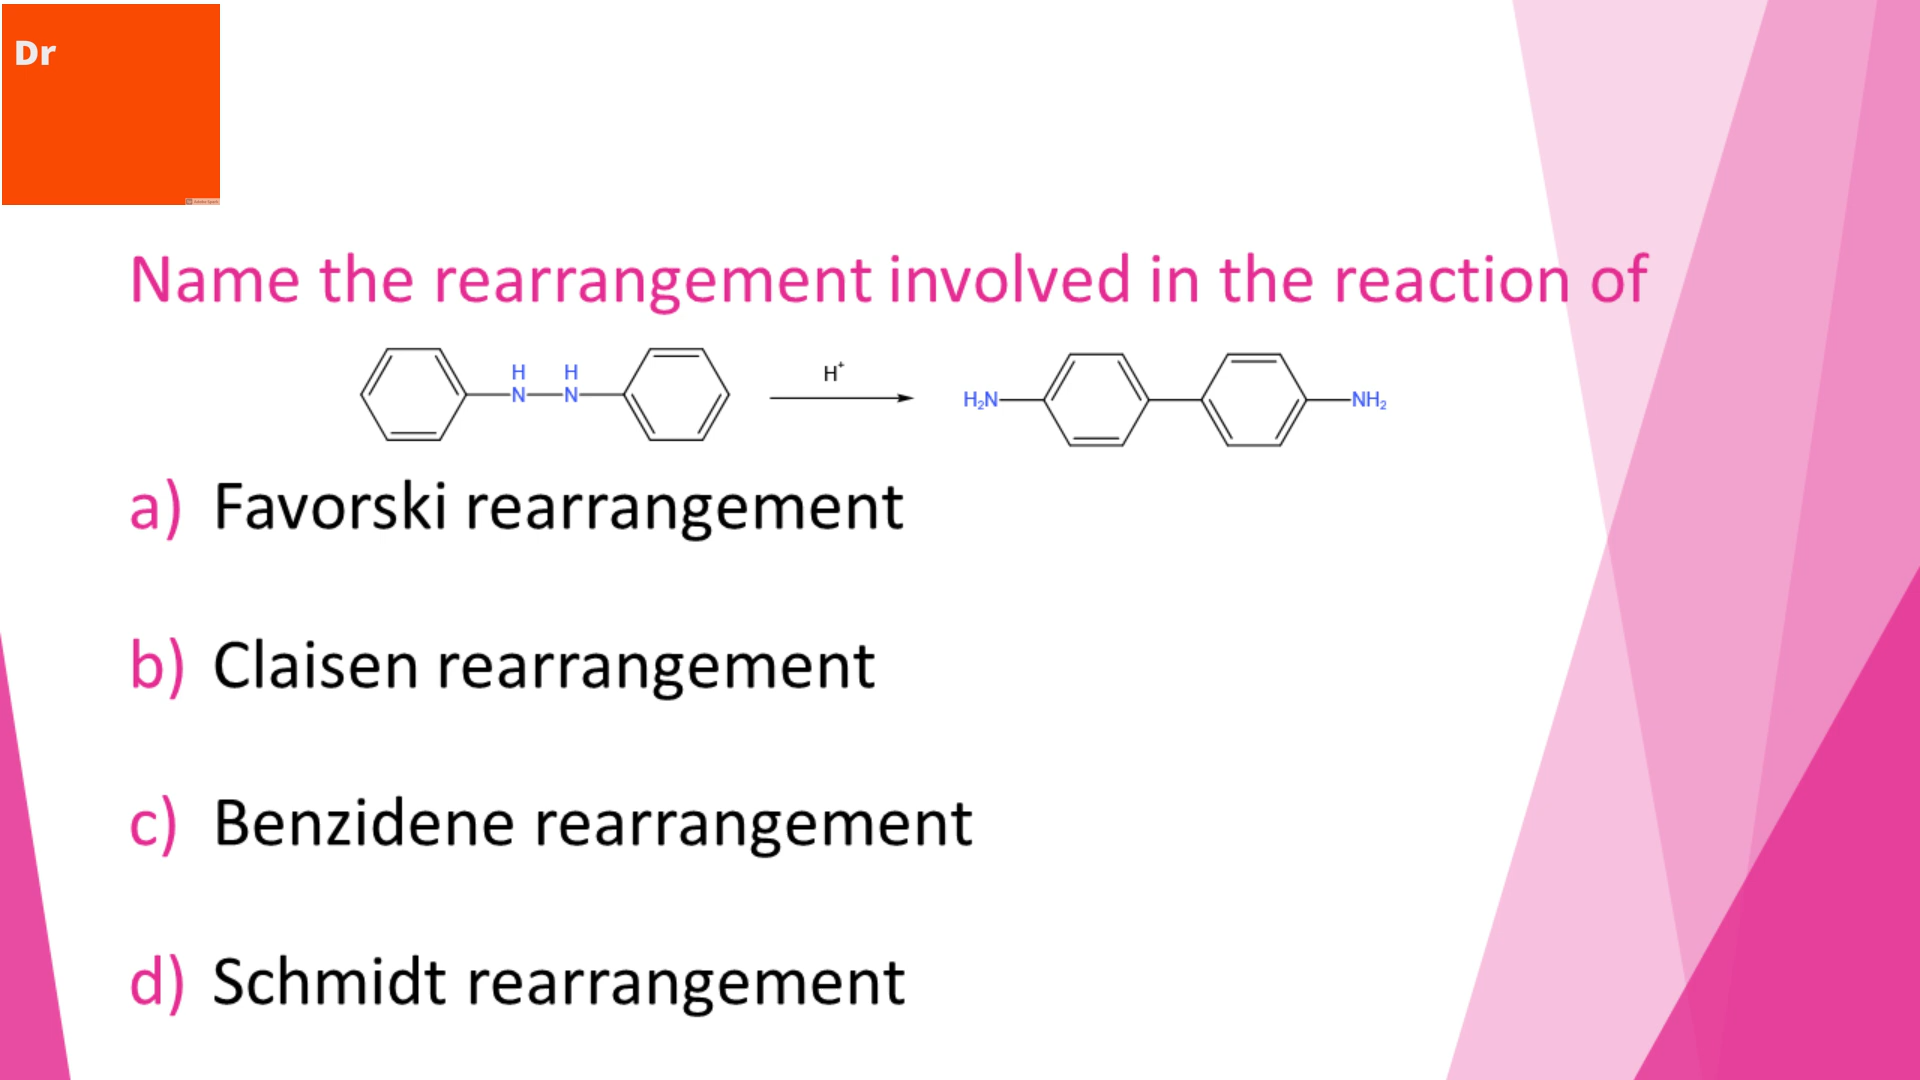 Dr
Name the rearrangement involved in the reaction of
H H H⁺
N N H₂N NH₂
a) Favorski rearrangement
b) Claisen rearrangement
c) Benzidene rearrangement
d) Schmidt rearrangement